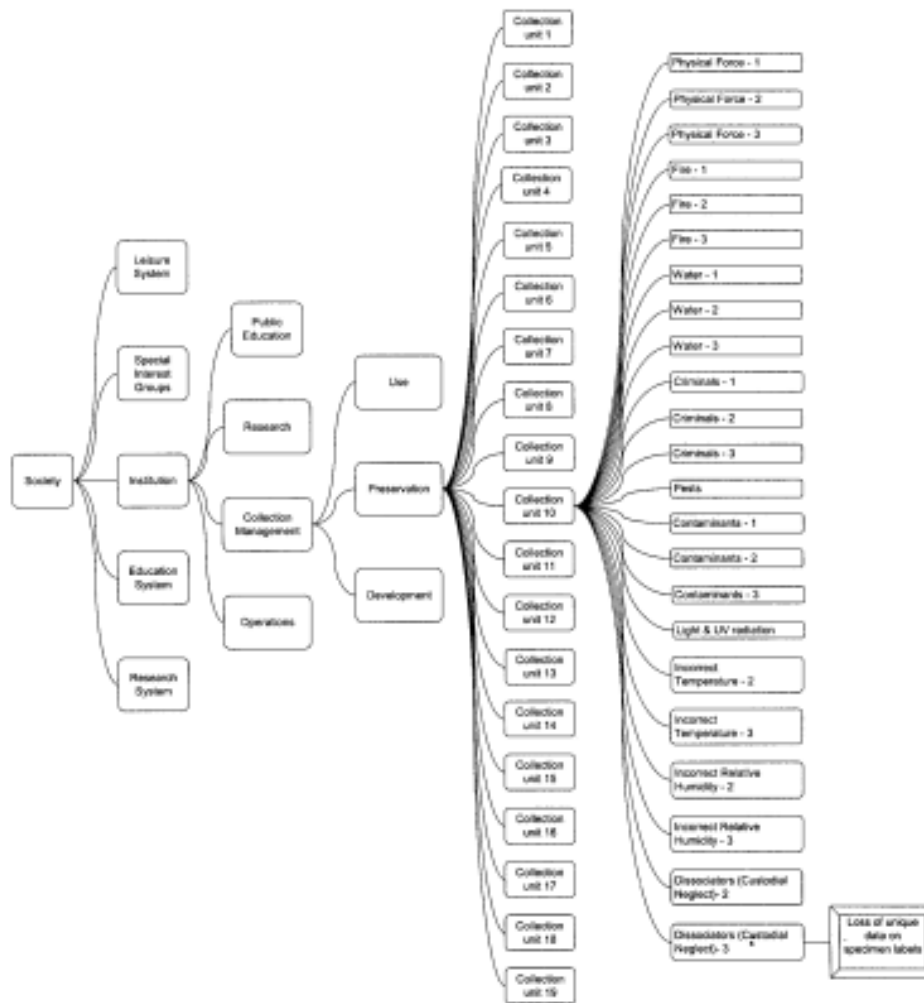 Society
Leisure
System
Special
Interest
Groups
Institution
Education
System
Research
System
Public
Education
Research
Collection
Management
Operations
Use
Preservation
Development
Collection
unit 1
Collection
unit 2
Collection
unit 3
Collection
unit 4
Collection
unit 5
Collection
unit 6
Collection
unit 7
Collection
unit 8
Collection
unit 9
Collection
unit 10
Collection
unit 11
Collection
unit 12
Collection
unit 13
Collection
unit 14
Collection
unit 15
Collection
unit 16
Collection
unit 17
Collection
unit 18
Collection
unit 19
Physical Force - 1
Physical Force - 2
Physical Force - 3
Fire - 1
Fire - 2
Fire - 3
Water - 1
Water - 2
Water - 3
Criminals - 1
Criminals - 2
Criminals - 3
Pests
Contaminants - 1
Contaminants - 2
Contaminants - 3
Light & UV radiation
Incorrect
Temperature - 2
Incorrect
Temperature - 3
Incorrect Relative
Humidity - 2
Incorrect Relative
Humidity - 3
Dissociators (Custodial
Neglect)- 2
Dissociators (Custodial
Neglect)- 3
Loss of unique
data on
specimen labels